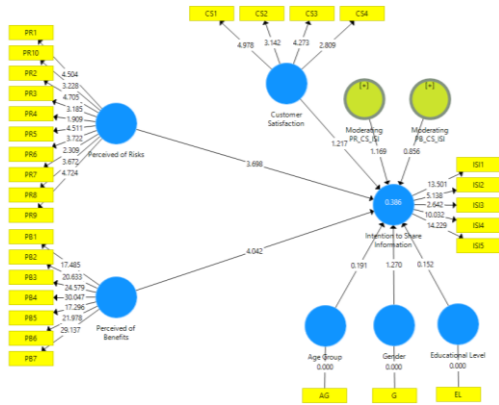 CS1
CS2
CS3
CS4
4.978
3.142
4.273
2.809
Customer
Satisfaction
PR1
PR10
PR2
PR3
PR4
PR5
PR6
PR7
PR8
PR9
4.504
3.228
4.705
3.185
1.909
4.511
3.722
2.309
3.672
4.724
Perceived of Risks
[+]
Moderating
PR_CS_ISI
[+]
Moderating
PB_CS_ISI
1.217
1.169
0.856
3.698
4.042
0.386
Intention to Share
Information
13.501
5.138
2.642
10.032
14.229
ISI1
ISI2
ISI3
ISI4
ISI5
PB1
PB2
PB3
PB4
PB5
PB6
PB7
17.485
20.633
24.579
30.047
17.296
21.978
29.137
Perceived of
Benefits
0.191
1.270
0.152
Age Group
Gender
Educational Level
0.000
0.000
0.000
AG
G
EL